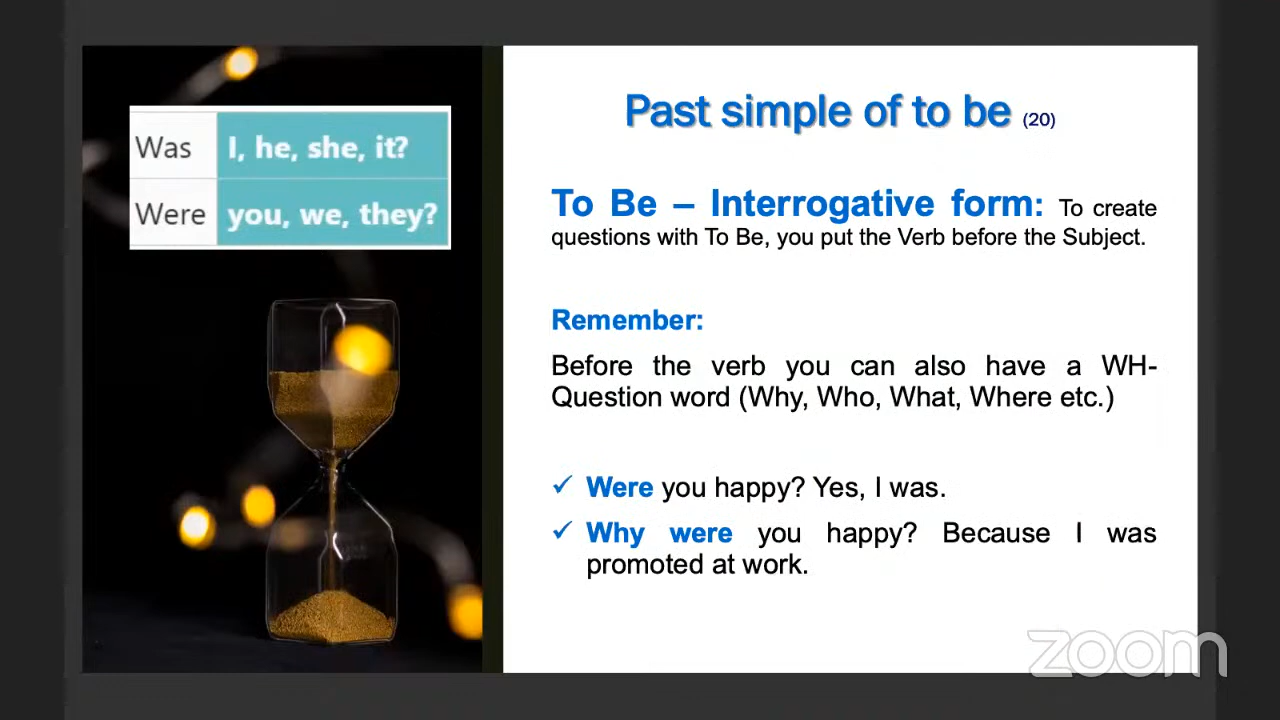 Was I, he, she, it?
Were you, we, they?
Past simple of to be (20)
To Be – Interrogative form: To create
questions with To Be, you put the Verb before the Subject.
Remember:
Before the verb you can also have a WH-
Question word (Why, Who, What, Where etc.)
✓ Were you happy? Yes, I was.
✓ Why were you happy? Because I was
promoted at work.
zoom